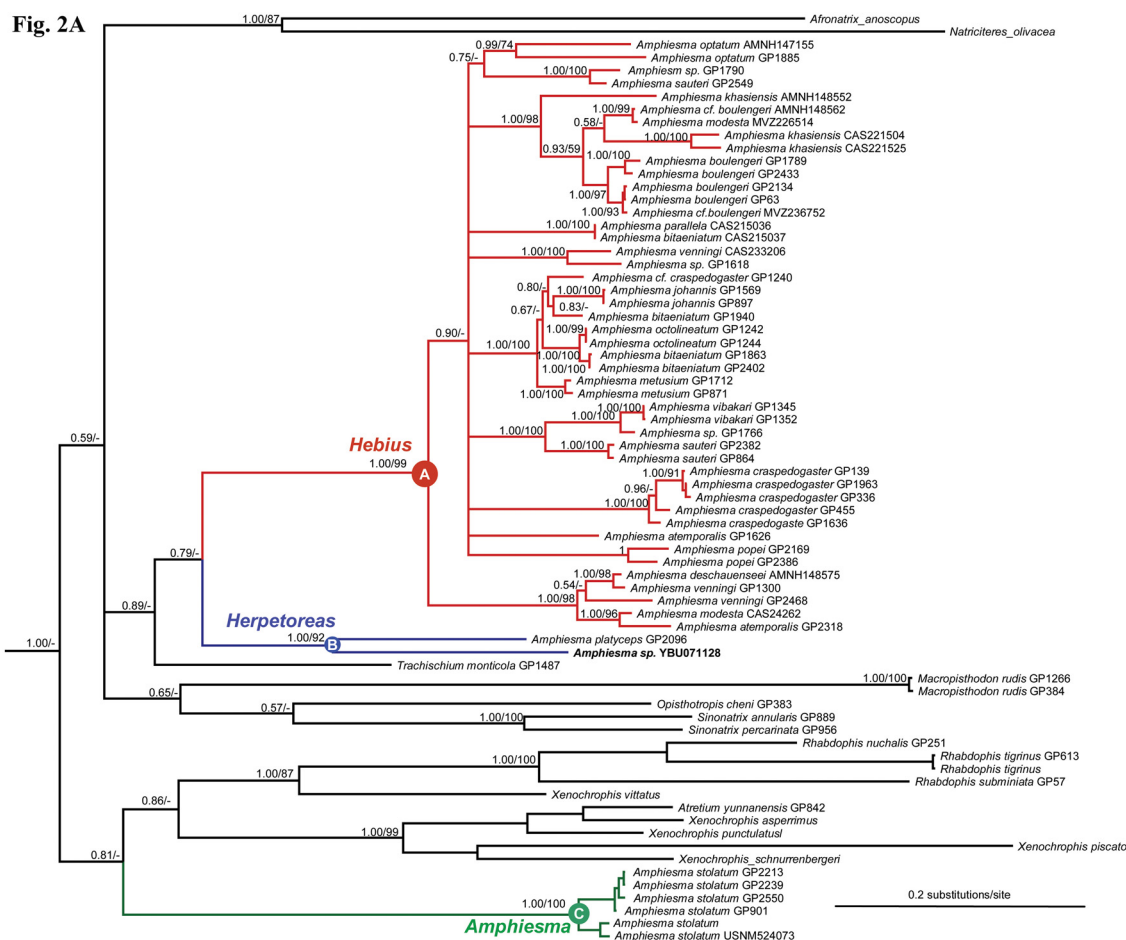 Fig. 2A
1.00/87
Afronatrix_anoscopus
Natriciteres_olivacea
0.99/74
Amphiesma optatum AMNH147155
0.75/-
Amphiesma optatum GP1885
1.00/100
Amphiesm sp. GP1790
Amphiesma sauteri GP2549
Amphiesma khasiensis AMNH148552
1.00/99
Amphiesma cf. boulengeri AMNH148562
1.00/98
0.58/-
Amphiesma modesta MVZ226514
1.00/100
Amphiesma khasiensis CAS221504
Amphiesma khasiensis CAS221525
0.93/59
1.00/100
Amphiesma boulengeri GP1789
Amphiesma boulengeri GP2433
Amphiesma boulengeri GP2134
1.00/97
Amphiesma boulengeri GP63
1.00/93
Amphiesma cf.boulengeri MVZ236752
1.00/100
Amphiesma parallela CAS215036
Amphiesma bitaeniatum CAS215037
1.00/100
Amphiesma venningi CAS233206
Amphiesma sp. GP1618
0.80/-
Amphiesma cf. craspedogaster GP1240
1.00/100
Amphiesma johannis GP1569
0.67/-
0.83/-
Amphiesma johannis GP897
Amphiesma bitaeniatum GP1940
1.00/99
Amphiesma octolineatum GP1242
0.90/-
1.00/100
Amphiesma octolineatum GP1244
1.00/100
Amphiesma bitaeniatum GP1863
1.00/100
Amphiesma bitaeniatum GP2402
Amphiesma metusium GP1712
1.00/100
Amphiesma metusium GP871
1.00/100
Amphiesma vibakari GP1345
1.00/100
Amphiesma vibakari GP1352
1.00/100
Amphiesma sp. GP1766
0.59/-
Hebius
1.00/100
Amphiesma sauteri GP2382
Amphiesma sauteri GP864
1.00/99
A
1.00/91
Amphiesma craspedogaster GP139
0.96/-
Amphiesma craspedogaster GP1963
Amphiesma craspedogaster GP336
1.00/100
Amphiesma craspedogaster GP455
Amphiesma craspedogaste GP1636
Amphiesma atemporalis GP1626
0.79/-
1
Amphiesma popei GP2169
Amphiesma popei GP2386
1.00/98
Amphiesma deschauenseei AMNH148575
0.54/-
Amphiesma venningi GP1300
1.00/98
Amphiesma venningi GP2468
0.89/-
1.00/96
Amphiesma modesta CAS24262
Herpetoreas
Amphiesma atemporalis GP2318
1.00/92
B
Amphiesma platyceps GP2096
1.00/-
Amphiesma sp. YBU071128
Trachischium monticola GP1487
0.65/-
1.00/100
Macropisthodon rudis GP1266
Macropisthodon rudis GP384
0.57/-
Opisthotropis cheni GP383
1.00/100
Sinonatrix annularis GP889
Sinonatrix percarinata GP956
Rhabdophis nuchalis GP251
1.00/100
Rhabdophis tigrinus GP613
1.00/87
Rhabdophis tigrinus
Rhabdophis subminiata GP57
0.86/-
Xenochrophis vittatus
Atretium yunnanensis GP842
Xenochrophis asperrimus
1.00/99
Xenochrophis punctulatusl
0.81/-
Xenochrophis piscato
Xenochrophis_schnurrenbergeri
Amphiesma stolatum GP2213
Amphiesma stolatum GP2239
Amphiesma stolatum GP2550
0.2 substitutions/site
1.00/100
C
Amphiesma stolatum GP901
Amphiesma
Amphiesma stolatum
Amphiesma stolatum USNM524073